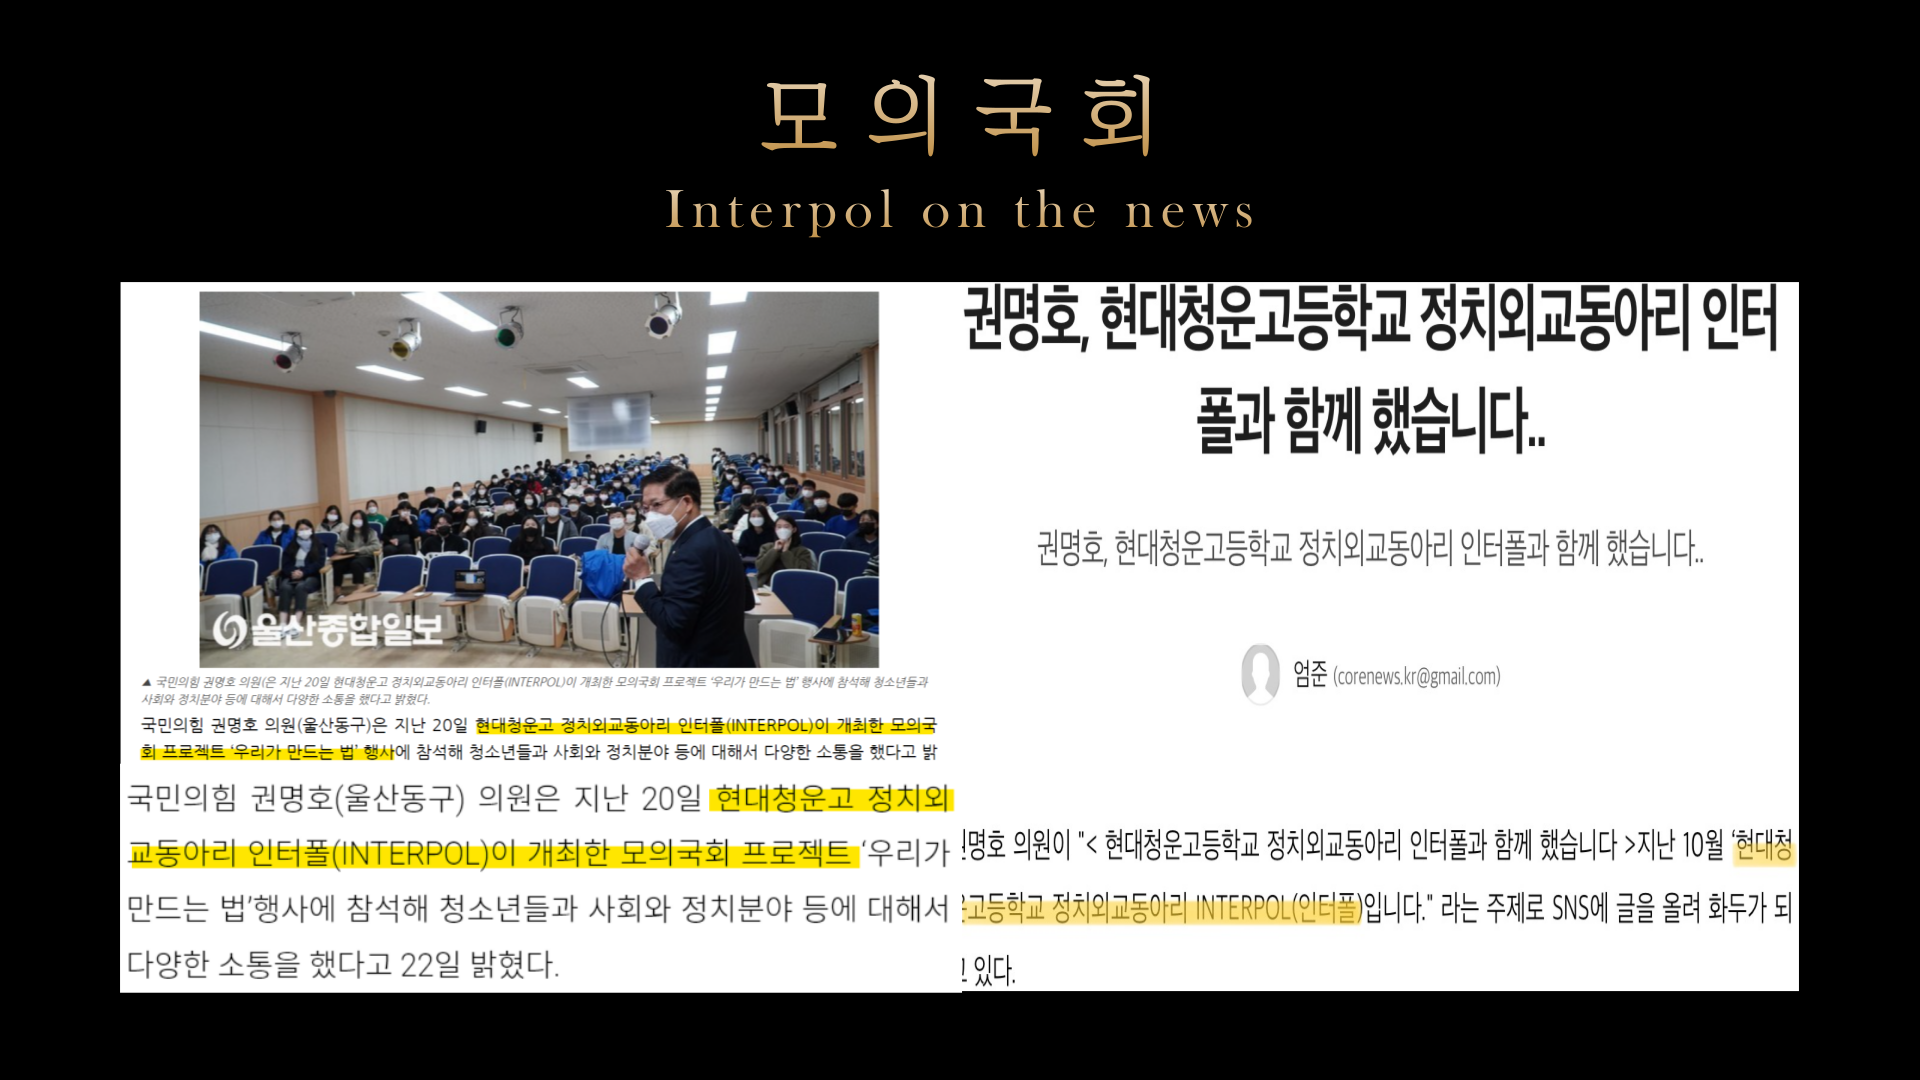 모의국회
Interpol on the news
울산종합일보
▲ 국민의힘 권명호 의원(은 지난 20일 현대청운고 정치외교동아리 인터폴(INTERPOL)이 개최한 모의국회 프로젝트 '우리가 만드는 법' 행사에 참석해 청소년들과
사회와 정치분야 등에 대해서 다양한 소통을 했다고 밝혔다.
국민의힘 권명호 의원(울산동구)은 지난 20일 현대청운고 정치외교동아리 인터폴(INTERPOL)이 개최한 모의국
회 프로젝트 '우리가 만드는 법' 행사에 참석해 청소년들과 사회와 정치분야 등에 대해서 다양한 소통을 했다고 밝
국민의힘 권명호(울산동구) 의원은 지난 20일 현대청운고 정치외
교동아리 인터폴(INTERPOL)이 개최한 모의국회 프로젝트 '우리가
만드는 법'행사에 참석해 청소년들과 사회와 정치분야 등에 대해서
다양한 소통을 했다고 22일 밝혔다.
권명호, 현대청운고등학교 정치외교동아리 인터
폴과 함께 했습니다..
권명호, 현대청운고등학교 정치외교동아리 인터폴과 함께 했습니다..
엄준 (corenews.kr@gmail.com)
명호 의원이 "< 현대청운고등학교 정치외교동아리 인터폴과 함께 했습니다 >지난 10월 '현대청
고등학교 정치외교동아리 INTERPOL(인터폴)입니다." 라는 주제로 SNS에 글을 올려 화두가 되
있다.